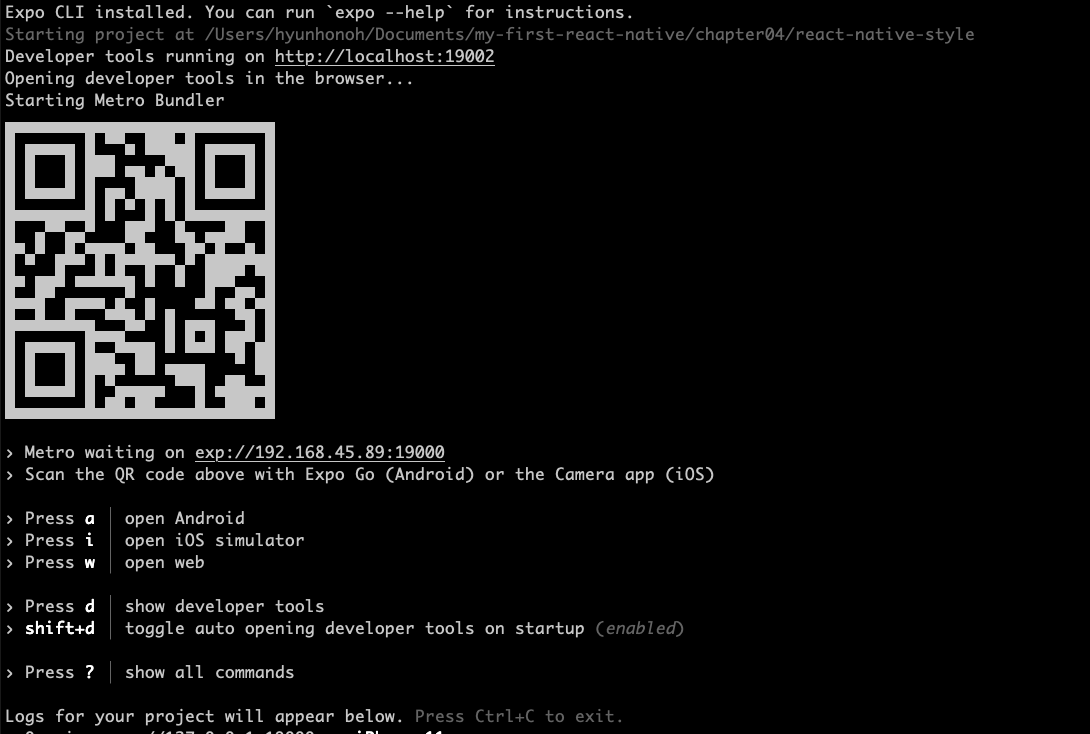 Expo CLI installed. You can run `expo --help` for instructions.
Starting project at /Users/hyunhonoh/Documents/my-first-react-native/chapter04/react-native-style
Developer tools running on http://localhost:19002
Opening developer tools in the browser...
Starting Metro Bundler
› Metro waiting on exp://192.168.45.89:19000
› Scan the QR code above with Expo Go (Android) or the Camera app (iOS)
› Press a │ open Android
› Press i │ open iOS simulator
› Press w │ open web
› Press d │ show developer tools
› shift+d │ toggle auto opening developer tools on startup (enabled)
› Press ? │ show all commands
Logs for your project will appear below. Press Ctrl+C to exit.